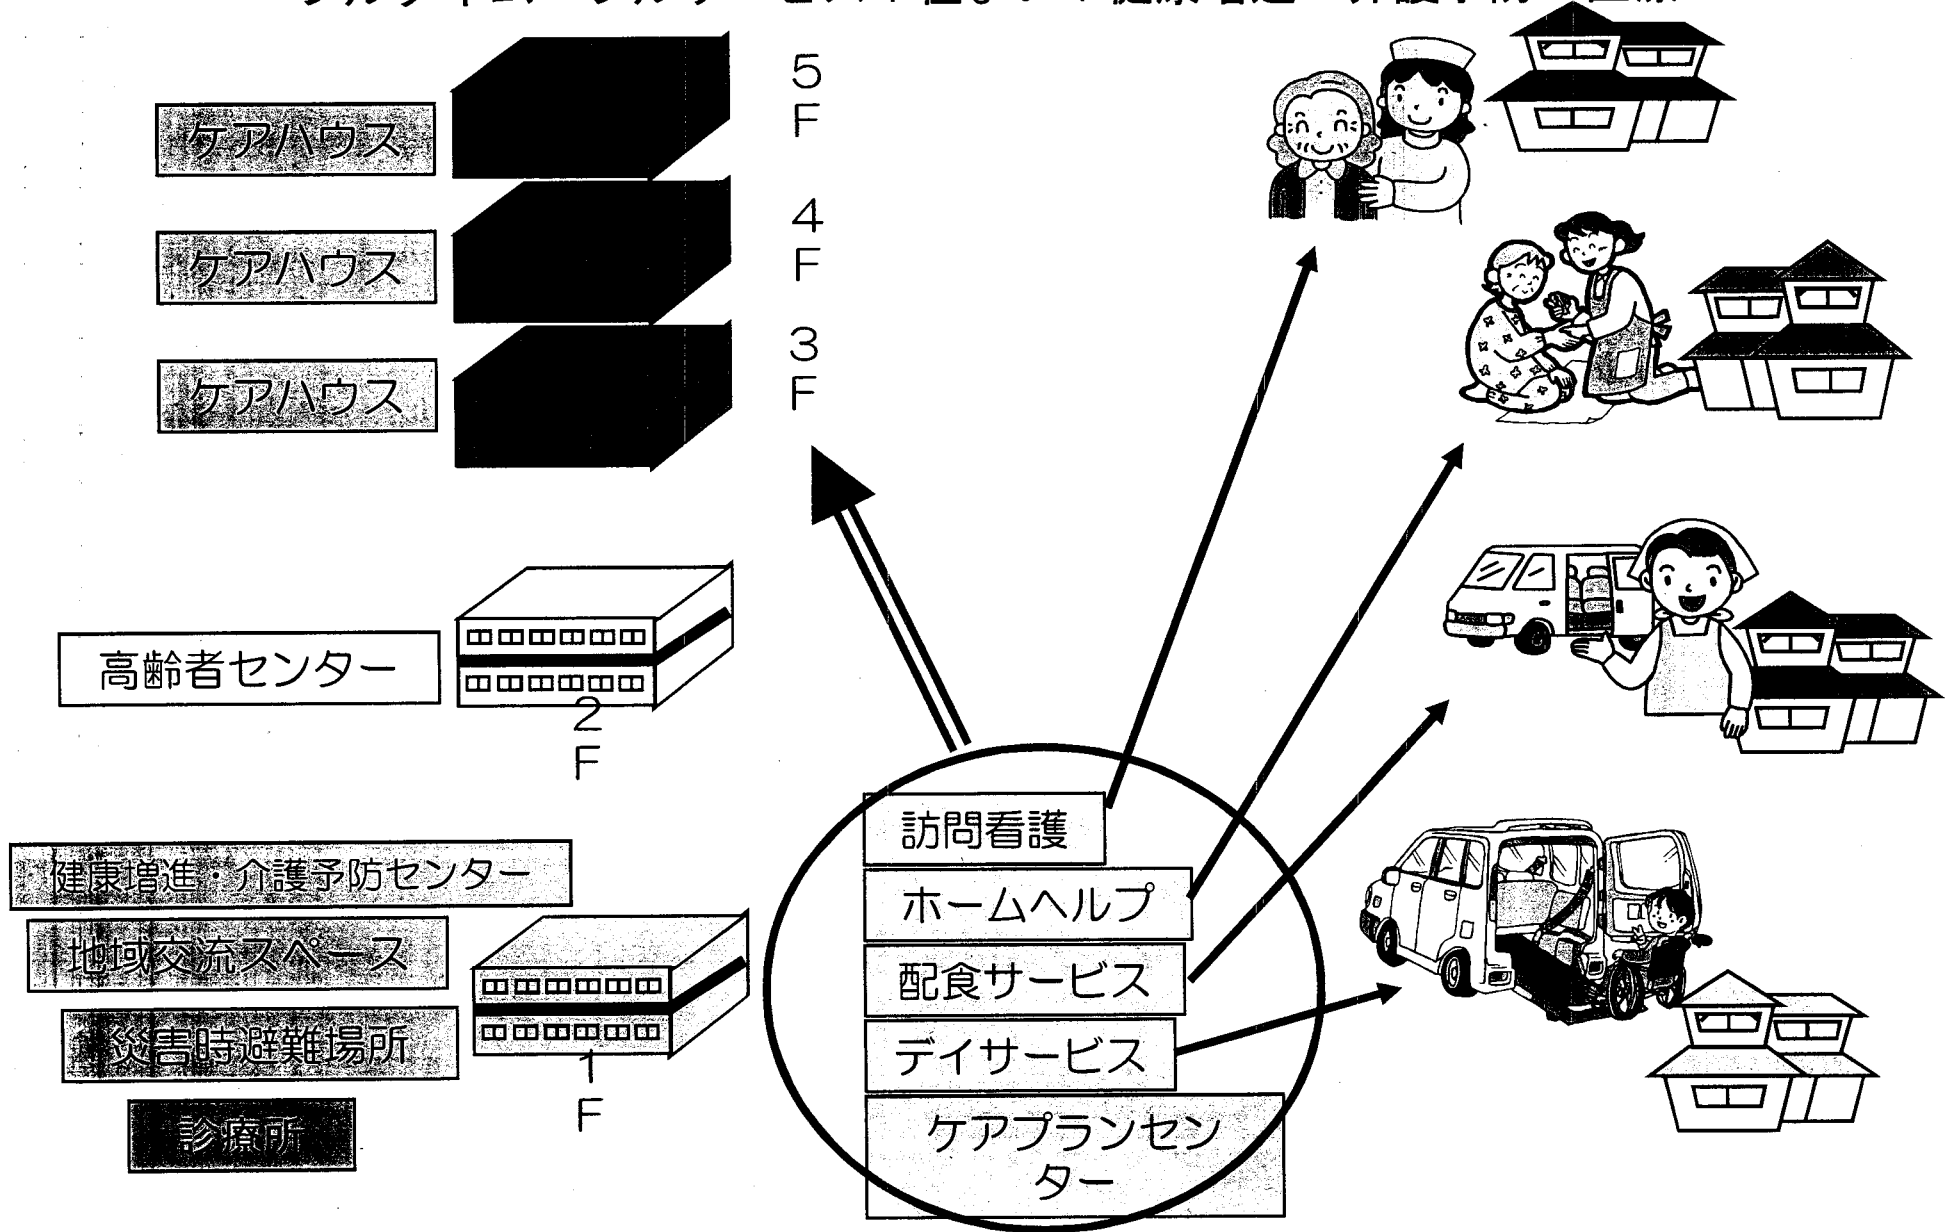 ケアハウス
5
F
ケアハウス
4
F
ケアハウス
3
F
高齢者センター
2
F
健康増進・介護予防センター
地域交流スペース
災害時避難場所
診療所
1
F
訪問看護
ホームヘルプ
配食サービス
デイサービス
ケアプランセン
ター